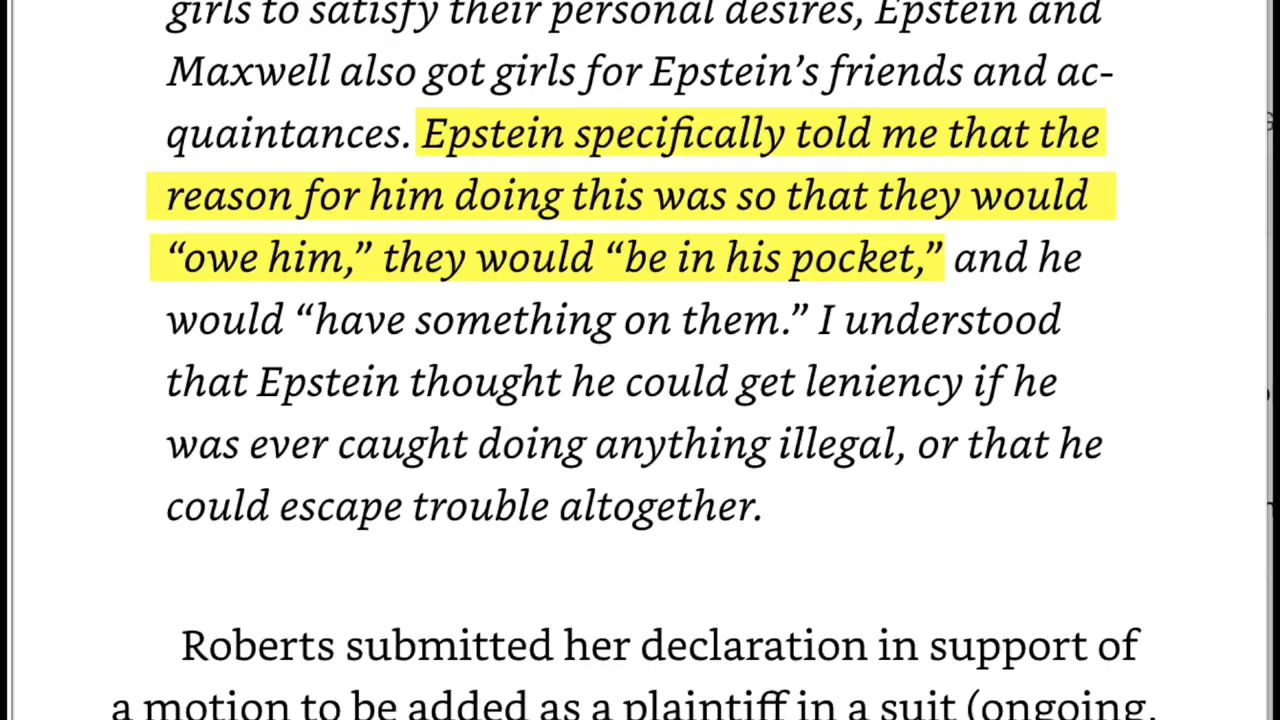 girls to satisfy their personal desires, Epstein and
Maxwell also got girls for Epstein’s friends and ac-
quaintances. Epstein specifically told me that the
reason for him doing this was so that they would
“owe him,” they would “be in his pocket,” and he
would “have something on them.” I understood
that Epstein thought he could get leniency if he
was ever caught doing anything illegal, or that he
could escape trouble altogether.
Roberts submitted her declaration in support of
a motion to be added as a plaintiff in a suit (ongoing,